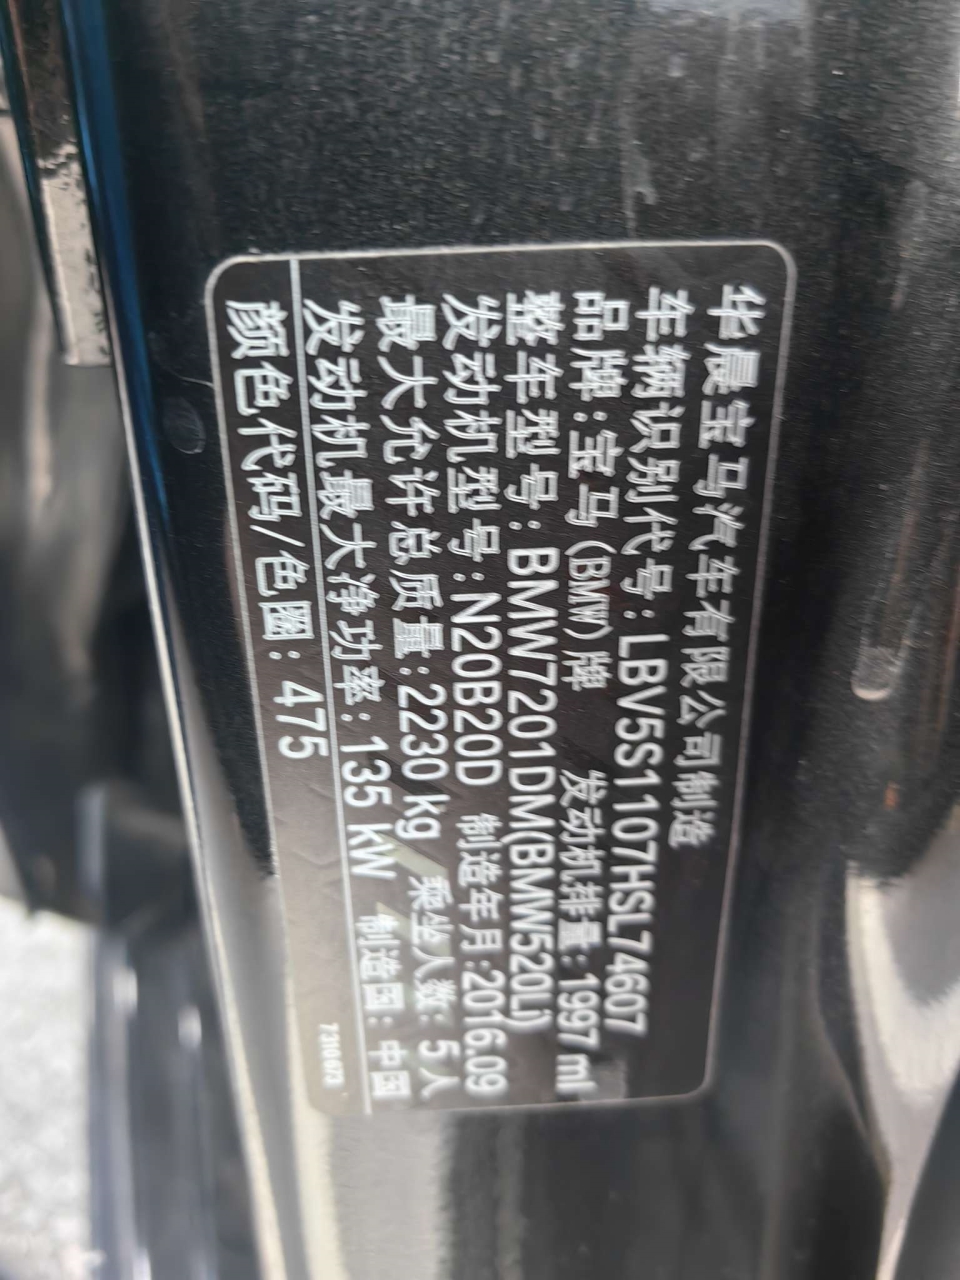 华晨宝马汽车有限公司制造
车辆识别代号: LBV5S1107HSL74607
品牌: 宝马(BMW)牌 发动机排量: 1997 ml
整车型号: BMW7201DM(BMW520Li)
发动机型号: N20B20D 制造年月: 2016.09
最大允许总质量: 2230 kg 乘坐人数: 5人
发动机最大净功率: 135 kW 制造国: 中国
颜色代码/色圈: 475
7310673